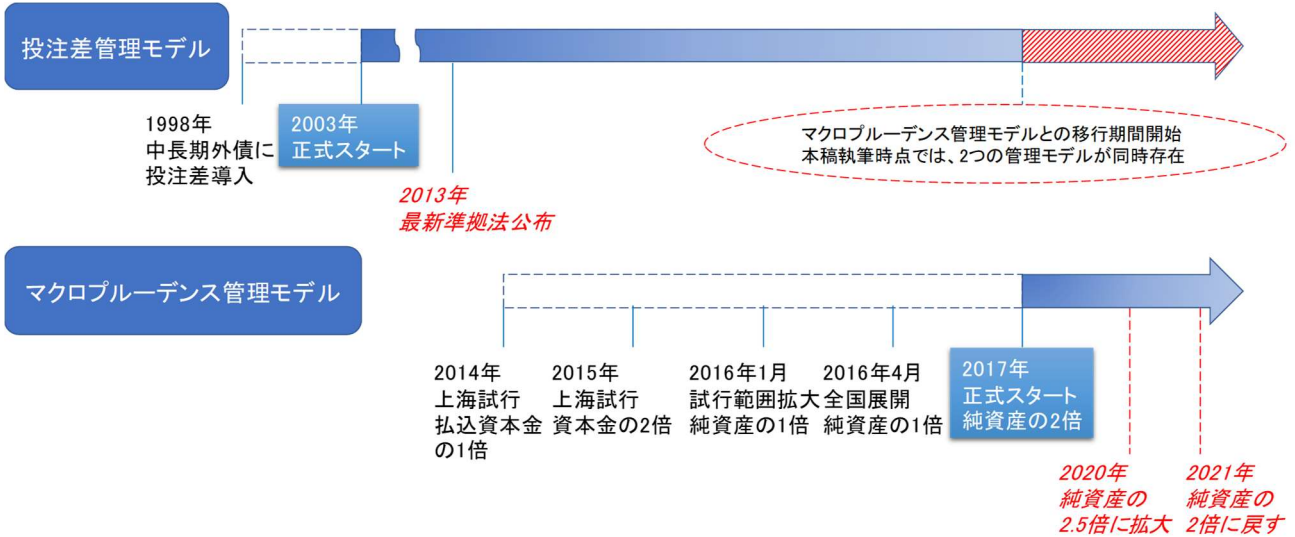 投注差管理モデル
1998年
中長期外債に
投注差導入
2003年
正式スタート
2013年
最新準拠法公布
マクロプルーデンス管理モデルとの移行期間開始
本稿執筆時点では、2つの管理モデルが同時存在
マクロプルーデンス管理モデル
2014年
上海試行
払込資本金
の1倍
2015年
上海試行
資本金の2倍
2016年1月
試行範囲拡大
純資産の1倍
2016年4月
全国展開
純資産の1倍
2017年
正式スタート
純資産の2倍
2020年
純資産の
2.5倍に拡大
2021年
純資産の
2倍に戻す